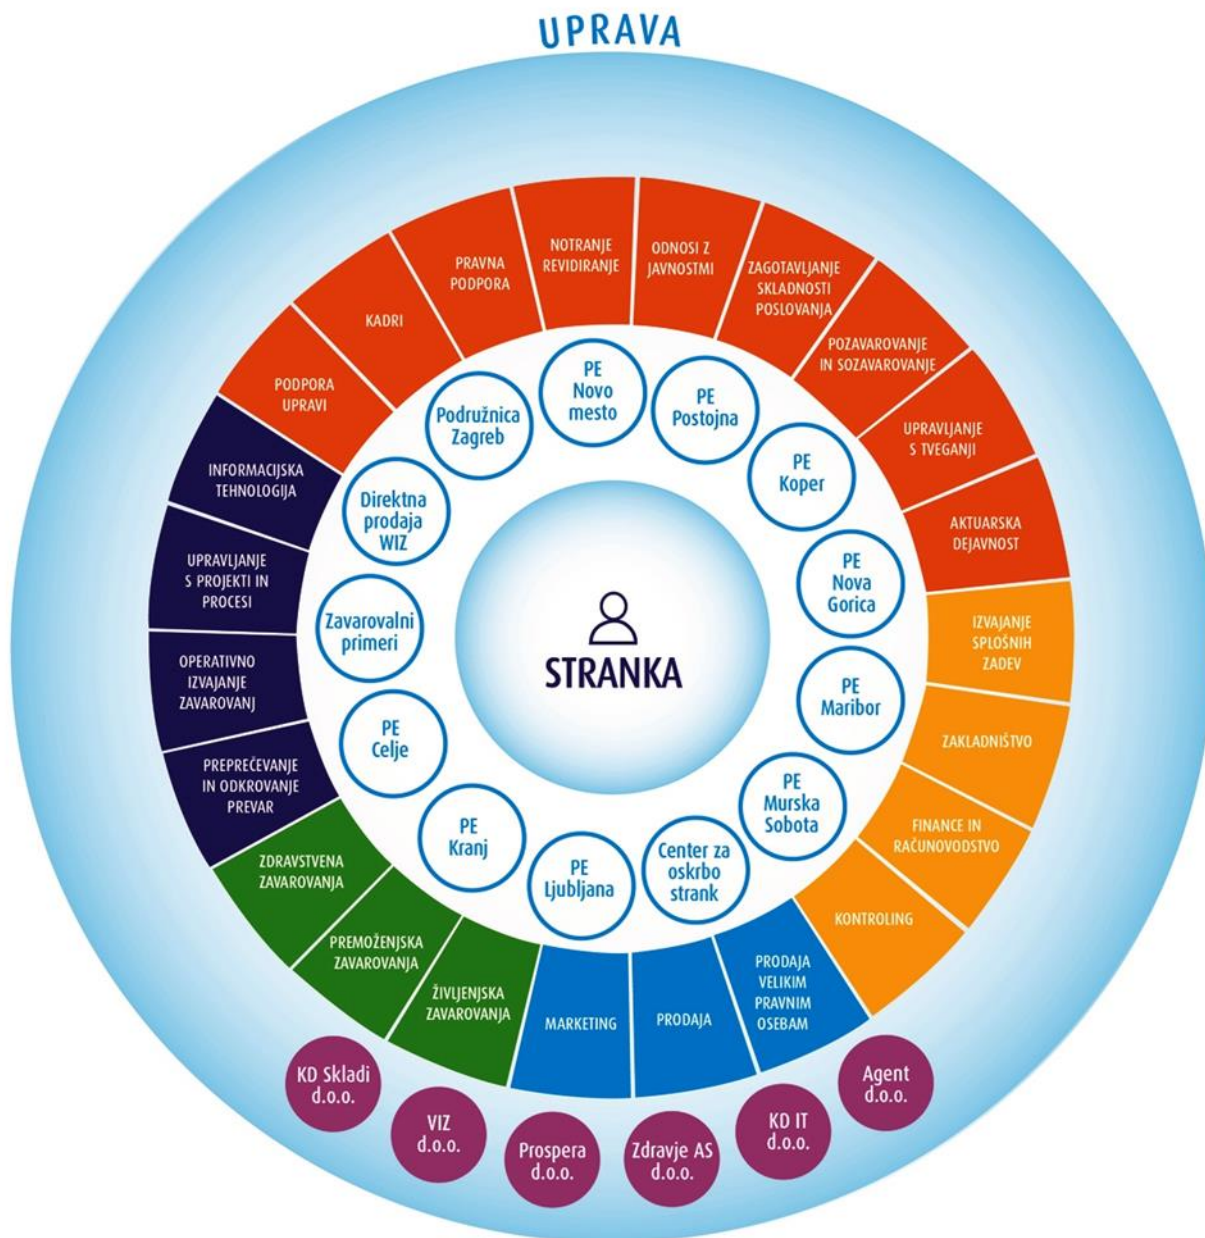 UPRAVA
PODPORA
UPRAVI
KADRI
PRAVNA
PODPORA
NOTRANJE
REVIDIRANJE
ODNOSI Z
JAVNOSTMI
ZAGOTAVLJANJE
SKLADNOSTI
POSLOVANJA
POZAVAROVANJE
IN SOZAVAROVANJE
UPRAVLJANJE
S TVEGANJI
AKTUARSKA
DEJAVNOST
IZVAJANJE
SPLOŠNIH
ZADEV
ZAKLADNIŠTVO
FINANCE IN
RAČUNOVODSTVO
KONTROLING
PRODAJA
VELIKIM
PRAVNIM
OSEBAM
PRODAJA
MARKETING
ŽIVLJENJSKA
ZAVAROVANJA
PREMOŽENJSKA
ZAVAROVANJA
ZDRAVSTVENA
ZAVAROVANJA
PREPREČEVANJE
IN ODKROVANJE
PREVAR
OPERATIVNO
IZVAJANJE
ZAVAROVANJ
UPRAVLJANJE
S PROJEKTI IN
PROCESI
INFORMACIJSKA
TEHNOLOGIJA
PE
Novo
mesto
PE
Postojna
PE
Koper
PE
Nova
Gorica
PE
Maribor
PE
Murska
Sobota
Center za
oskrbo
strank
PE
Ljubljana
PE
Kranj
PE
Celje
Zavarovalni
primeri
Direktna
prodaja
WIZ
Podružnica
Zagreb
STRANKA
KD Skladi
d.o.o.
VIZ
d.o.o.
Prospera
d.o.o.
Zdravje AS
d.o.o.
KD IT
d.o.o.
Agent
d.o.o.